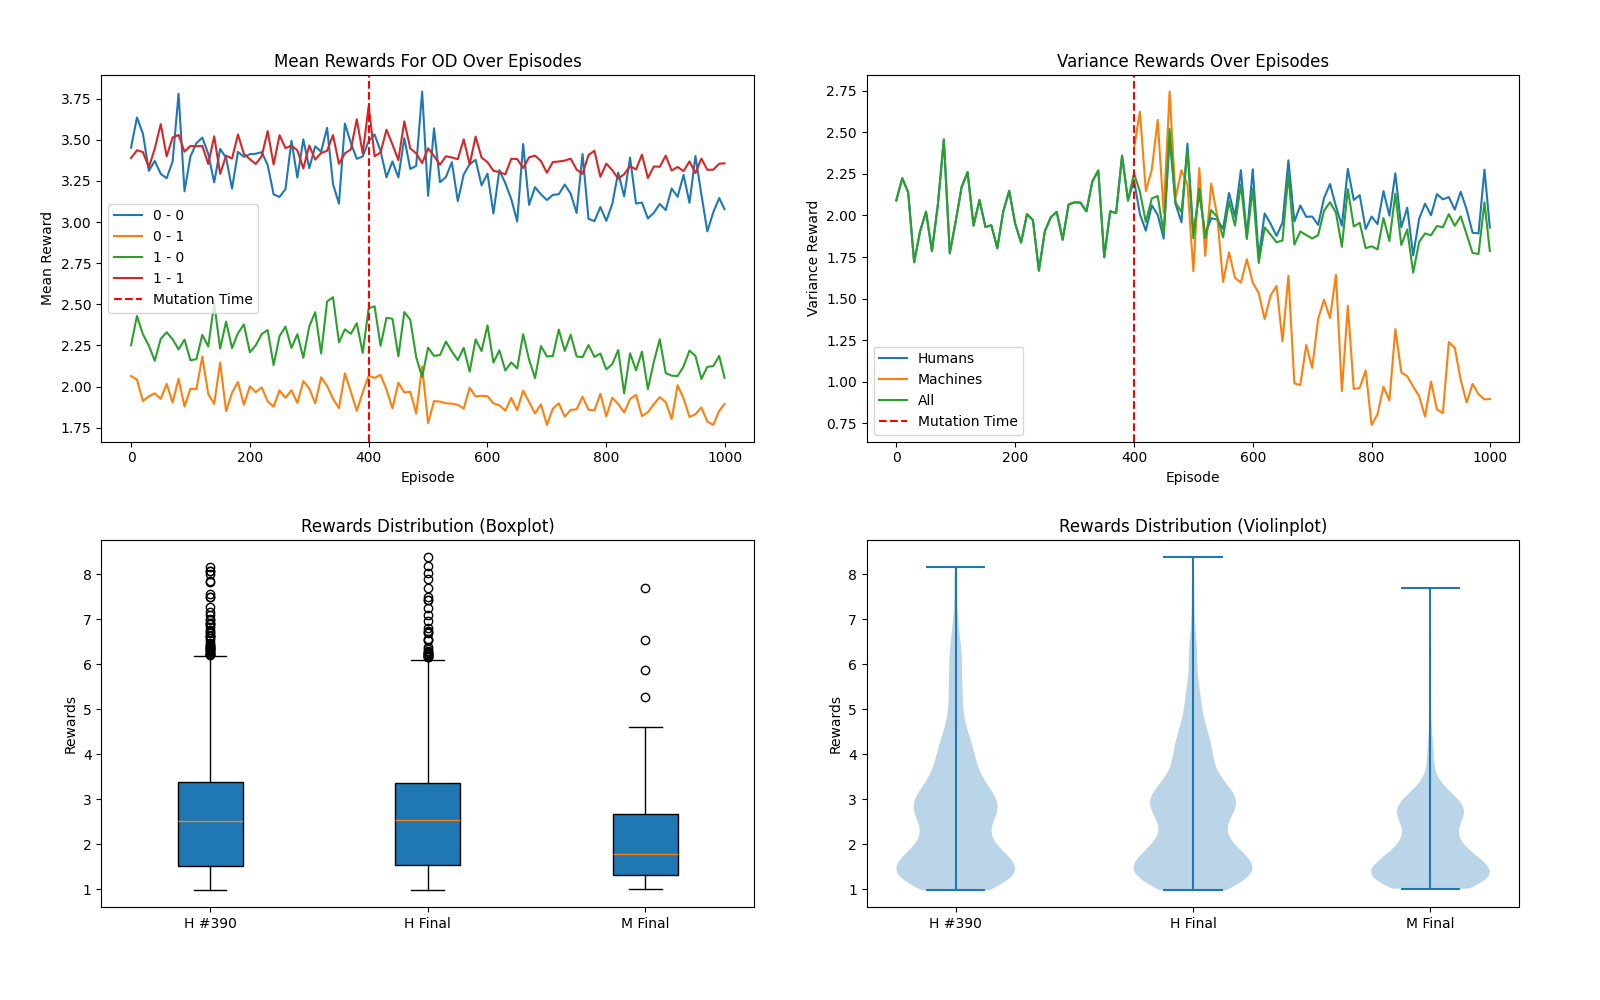 Mean Rewards For OD Over Episodes
Mean Reward
3.75
3.50
3.25
3.00
2.75
2.50
2.25
2.00
1.75
0 - 0
0 - 1
1 - 0
1 - 1
Mutation Time
0 200 400 600 800 1000
Episode
Variance Rewards Over Episodes
Variance Reward
2.75
2.50
2.25
2.00
1.75
1.50
1.25
1.00
0.75
Humans
Machines
All
Mutation Time
0 200 400 600 800 1000
Episode
Rewards Distribution (Boxplot)
Rewards
8
7
6
5
4
3
2
1
H #390 H Final M Final
Rewards Distribution (Violinplot)
Rewards
8
7
6
5
4
3
2
1
H #390 H Final M Final